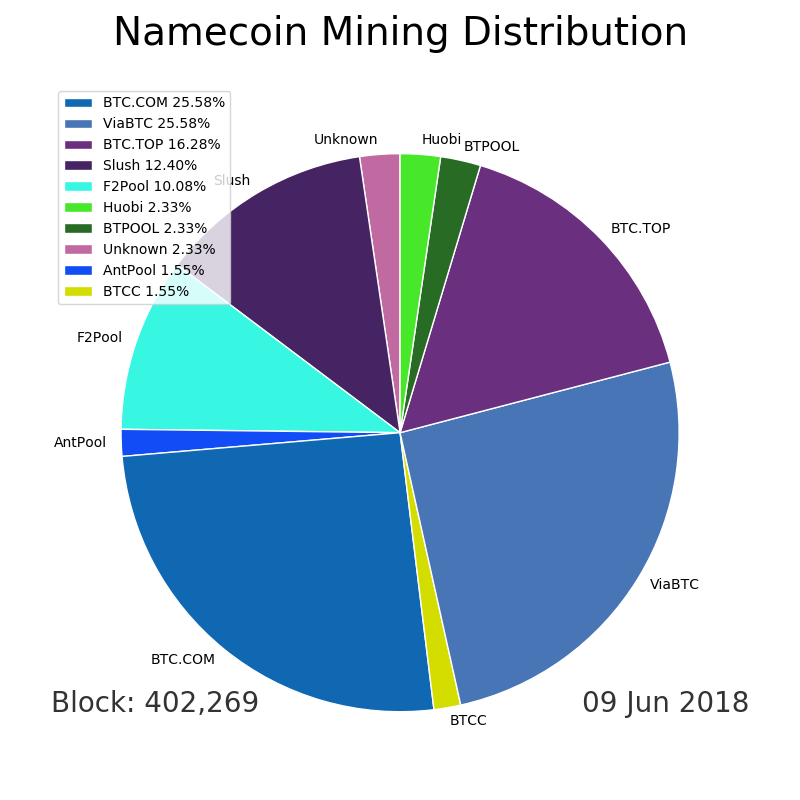 Namecoin Mining Distribution
BTC.COM 25.58%
ViaBTC 25.58%
BTC.TOP 16.28%
Slush 12.40%
F2Pool 10.08%
Huobi 2.33%
BTPOOL 2.33%
Unknown 2.33%
AntPool 1.55%
BTCC 1.55%
Unknown
Huobi
BTPOOL
Slush
BTC.TOP
F2Pool
AntPool
ViaBTC
BTC.COM
BTCC
Block: 402,269
09 Jun 2018